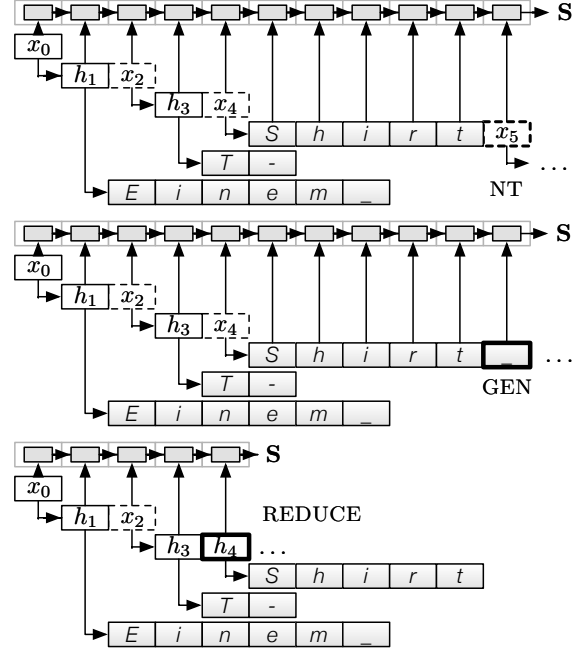 S
x₀
h₁ x₂
h₃ x₄
S h i r t x₅
T - ...
NT
E i n e m _
S
x₀
h₁ x₂
h₃ x₄
S h i r t _ ...
T - GEN
E i n e m _
S
x₀
h₁ x₂ REDUCE
h₃ h₄ ...
S h i r t
T -
E i n e m _